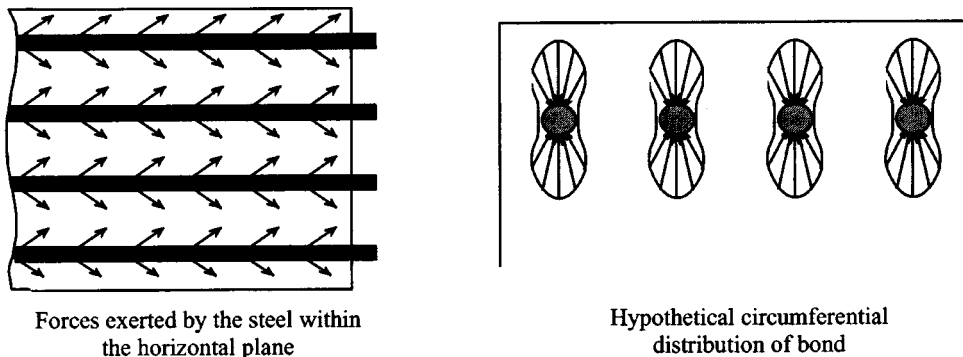 Forces exerted by the steel within
the horizontal plane
Hypothetical circumferential
distribution of bond